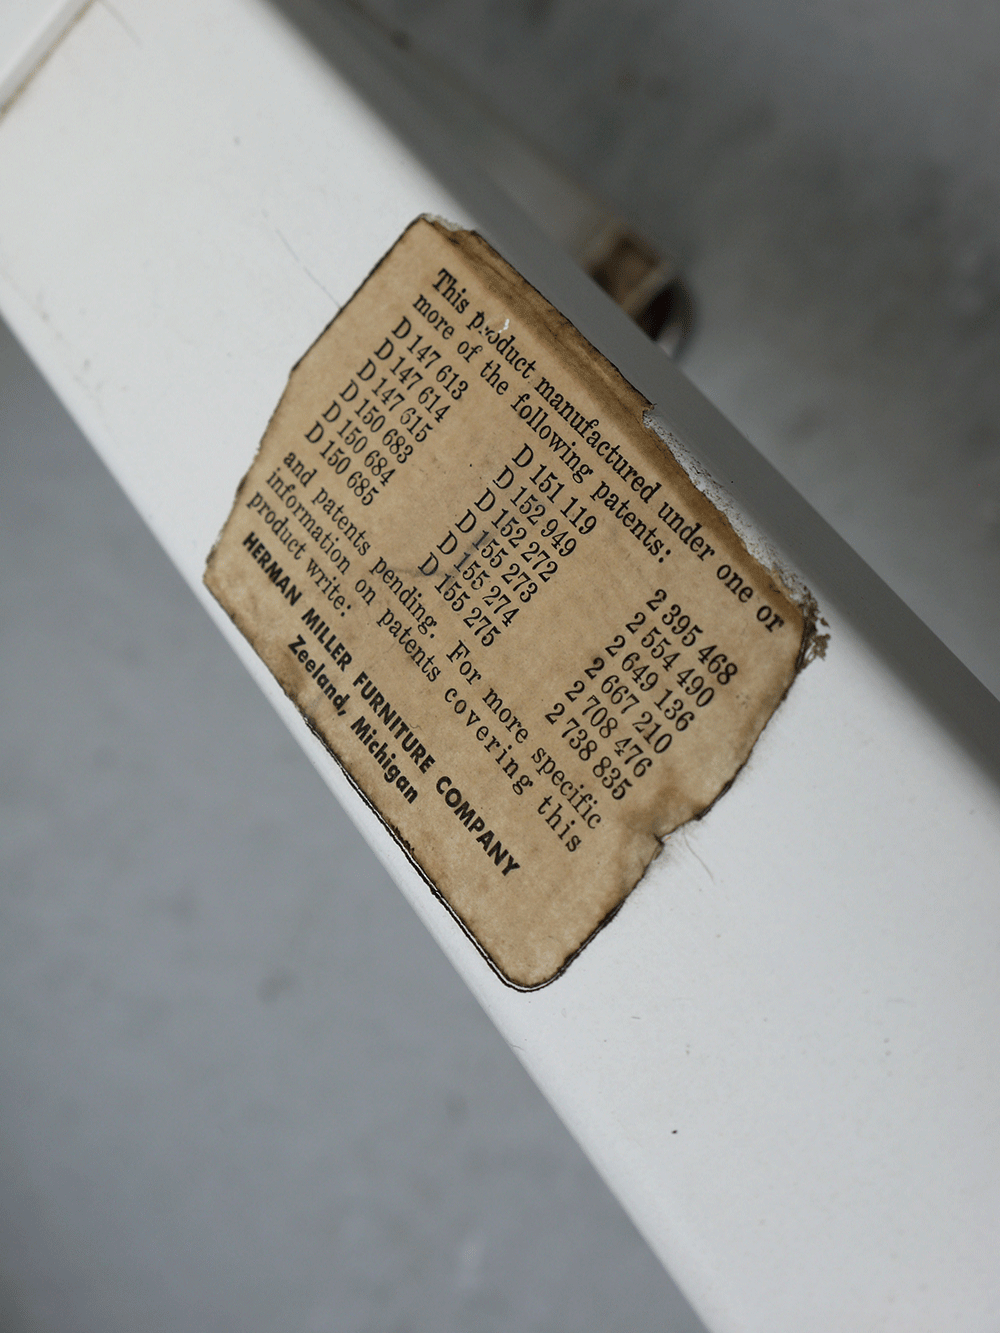 This product manufactured under one or
more of the following patents:
D 147 613 D 151 119 2 395 468
D 147 614 D 152 949 2 554 490
D 147 615 D 152 272 2 649 136
D 150 683 D 155 273 2 667 210
D 150 684 D 155 274 2 708 476
D 150 685 D 155 275 2 738 835
and patents pending. For more specific
information on patents covering this
product write:
HERMAN MILLER FURNITURE COMPANY
Zeeland, Michigan